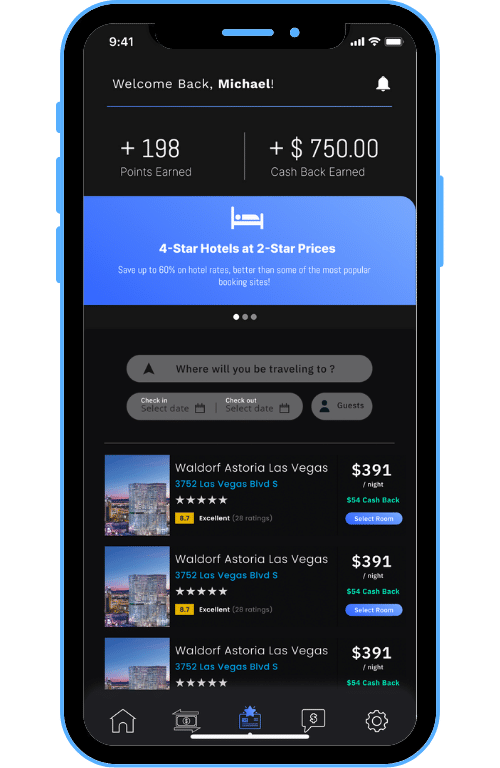 9:41
Welcome Back, Michael!
+ 198
Points Earned
+ $ 750.00
Cash Back Earned
4-Star Hotels at 2-Star Prices
Save up to 60% on hotel rates, better than some of the most popular
booking sites!
Where will you be traveling to ?
Check in
Select date
Check out
Select date
Guests
Waldorf Astoria Las Vegas
3752 Las Vegas Blvd S
8.7 Excellent (28 ratings)
$391
/ night
$54 Cash Back
Select Room
Waldorf Astoria Las Vegas
3752 Las Vegas Blvd S
8.7 Excellent (28 ratings)
$391
/ night
$54 Cash Back
Select Room
Waldorf Astoria Las Vegas
3752 Las Vegas Blvd S
$391
/ night
$54 Cash Back